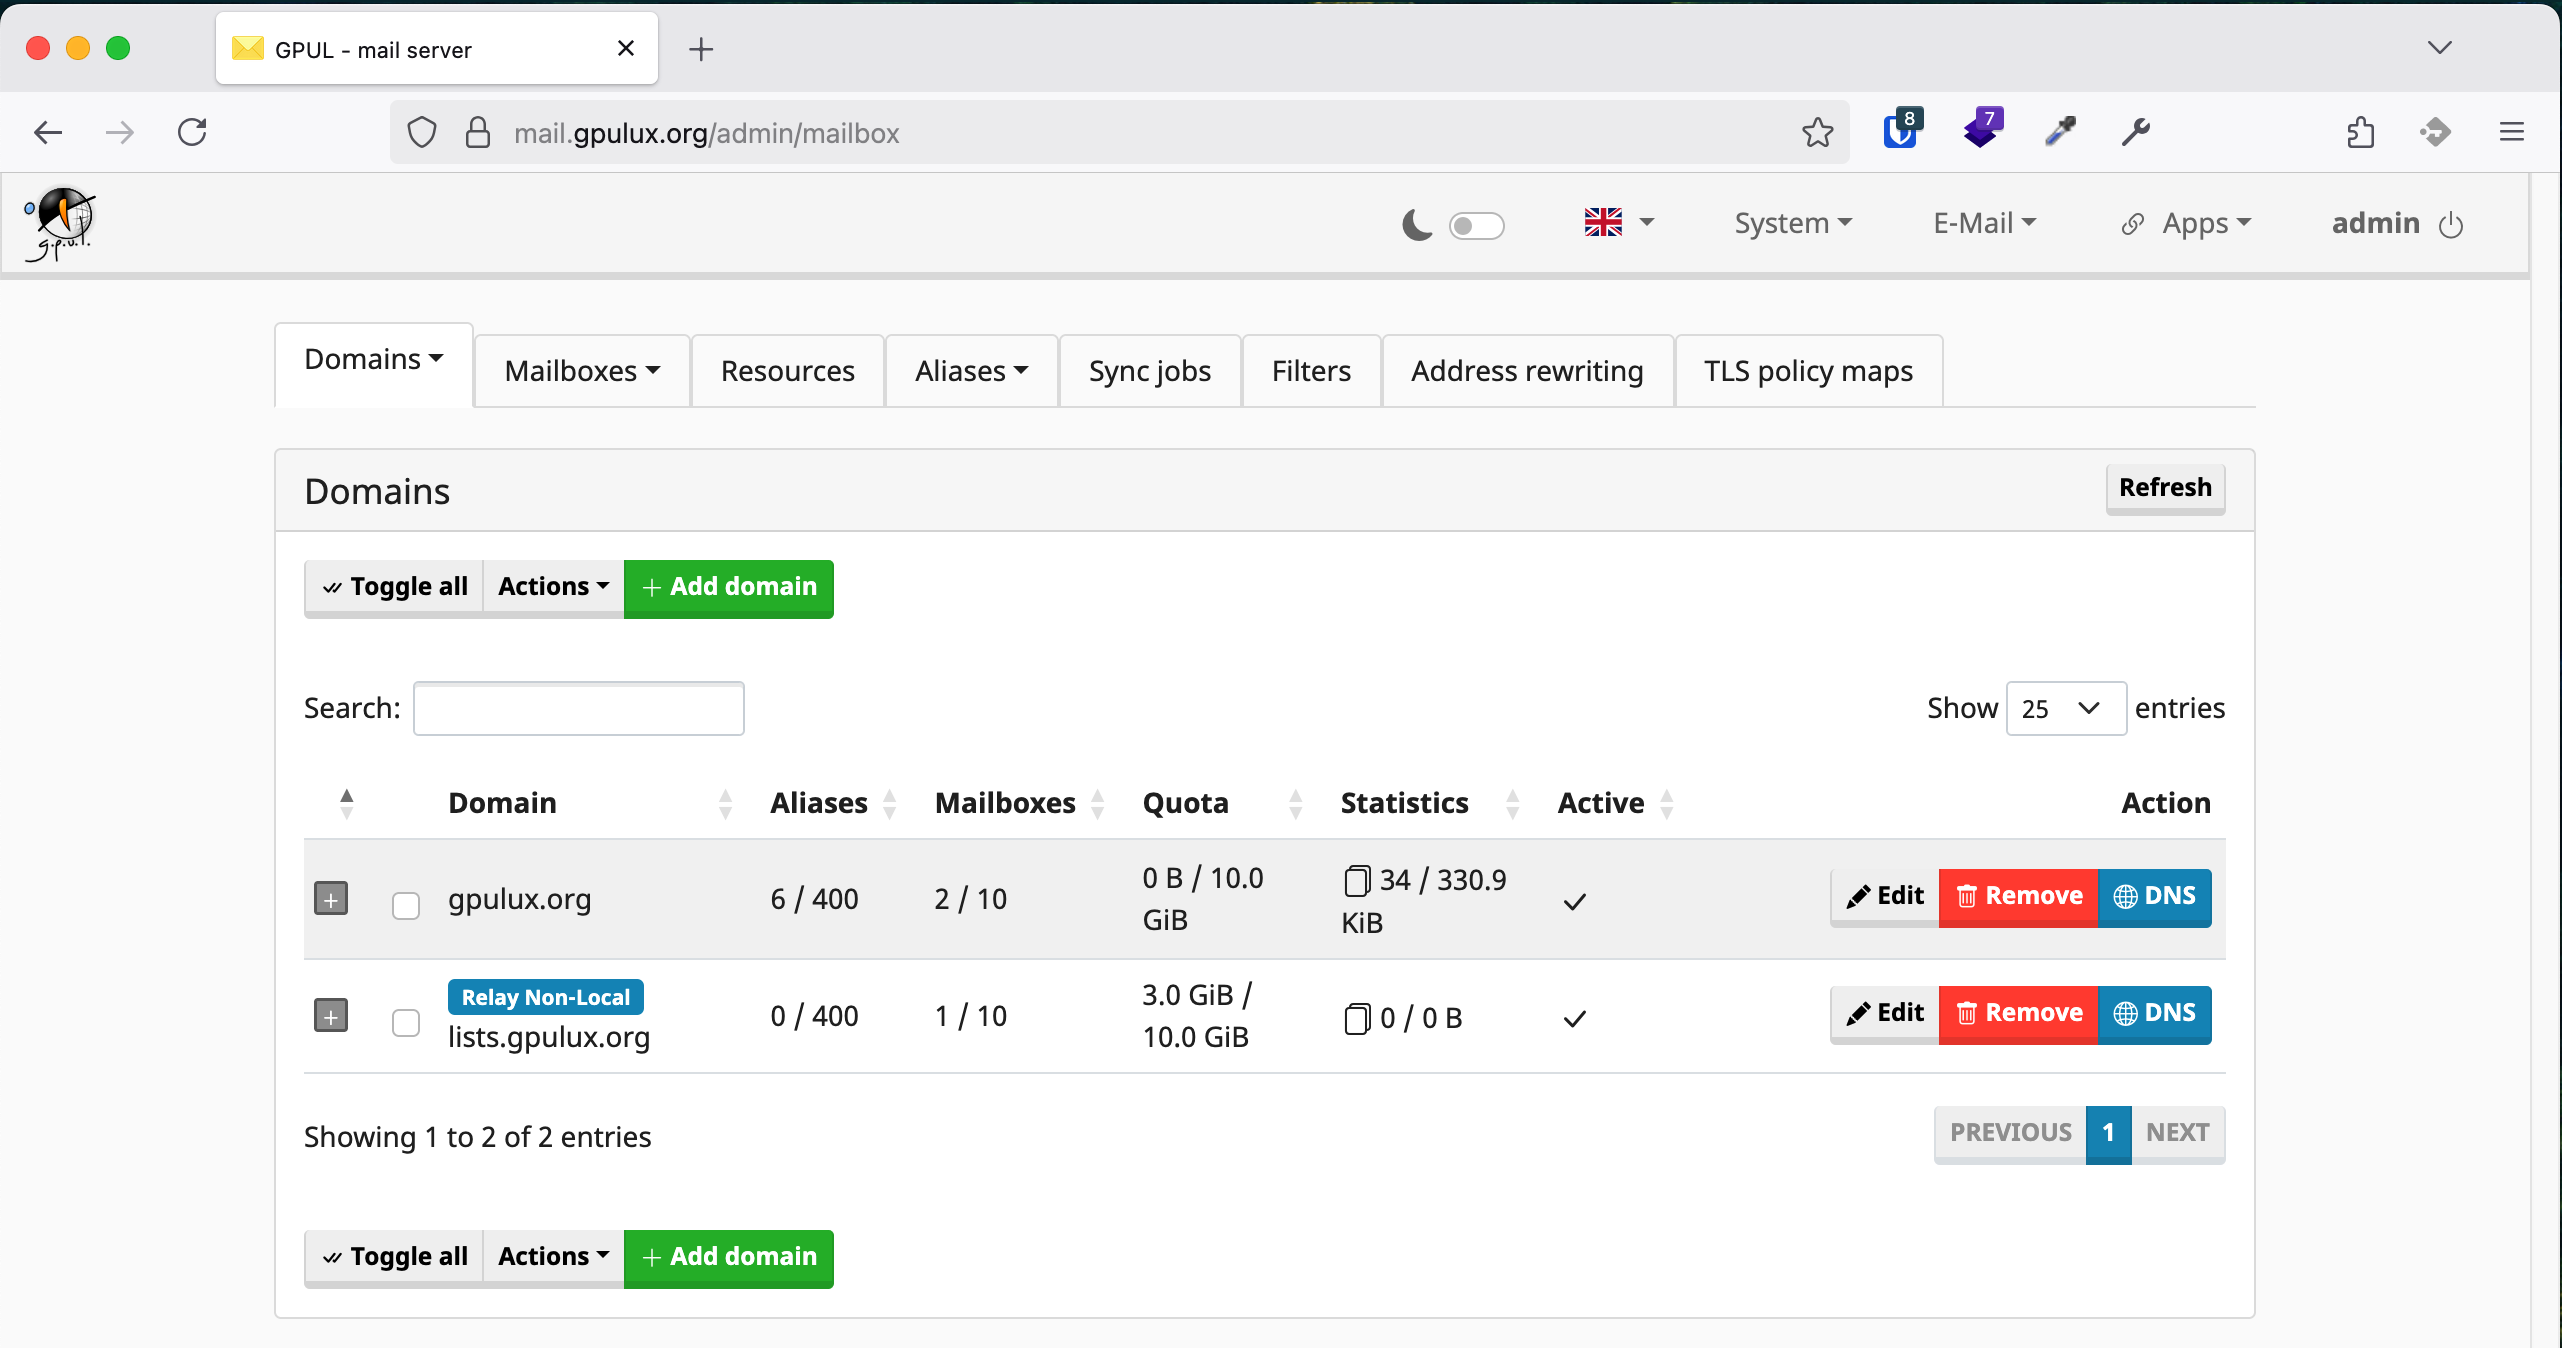 GPUL - mail server
mail.gpulux.org/admin/mailbox
8
7
g.p.u.l.
System
E-Mail
Apps
admin
Domains
Mailboxes
Resources
Aliases
Sync jobs
Filters
Address rewriting
TLS policy maps
Domains
Refresh
Toggle all
Actions
Add domain
Search:
Show 25 entries
Domain Aliases Mailboxes Quota Statistics Active Action
gpulux.org
6 / 400
2 / 10
0 B / 10.0
GiB
34 / 330.9
KiB
Edit
Remove
DNS
Relay Non-Local
lists.gpulux.org
0 / 400
1 / 10
3.0 GiB /
10.0 GiB
0 / 0 B
Edit
Remove
DNS
Showing 1 to 2 of 2 entries
PREVIOUS 1 NEXT
Toggle all
Actions
Add domain